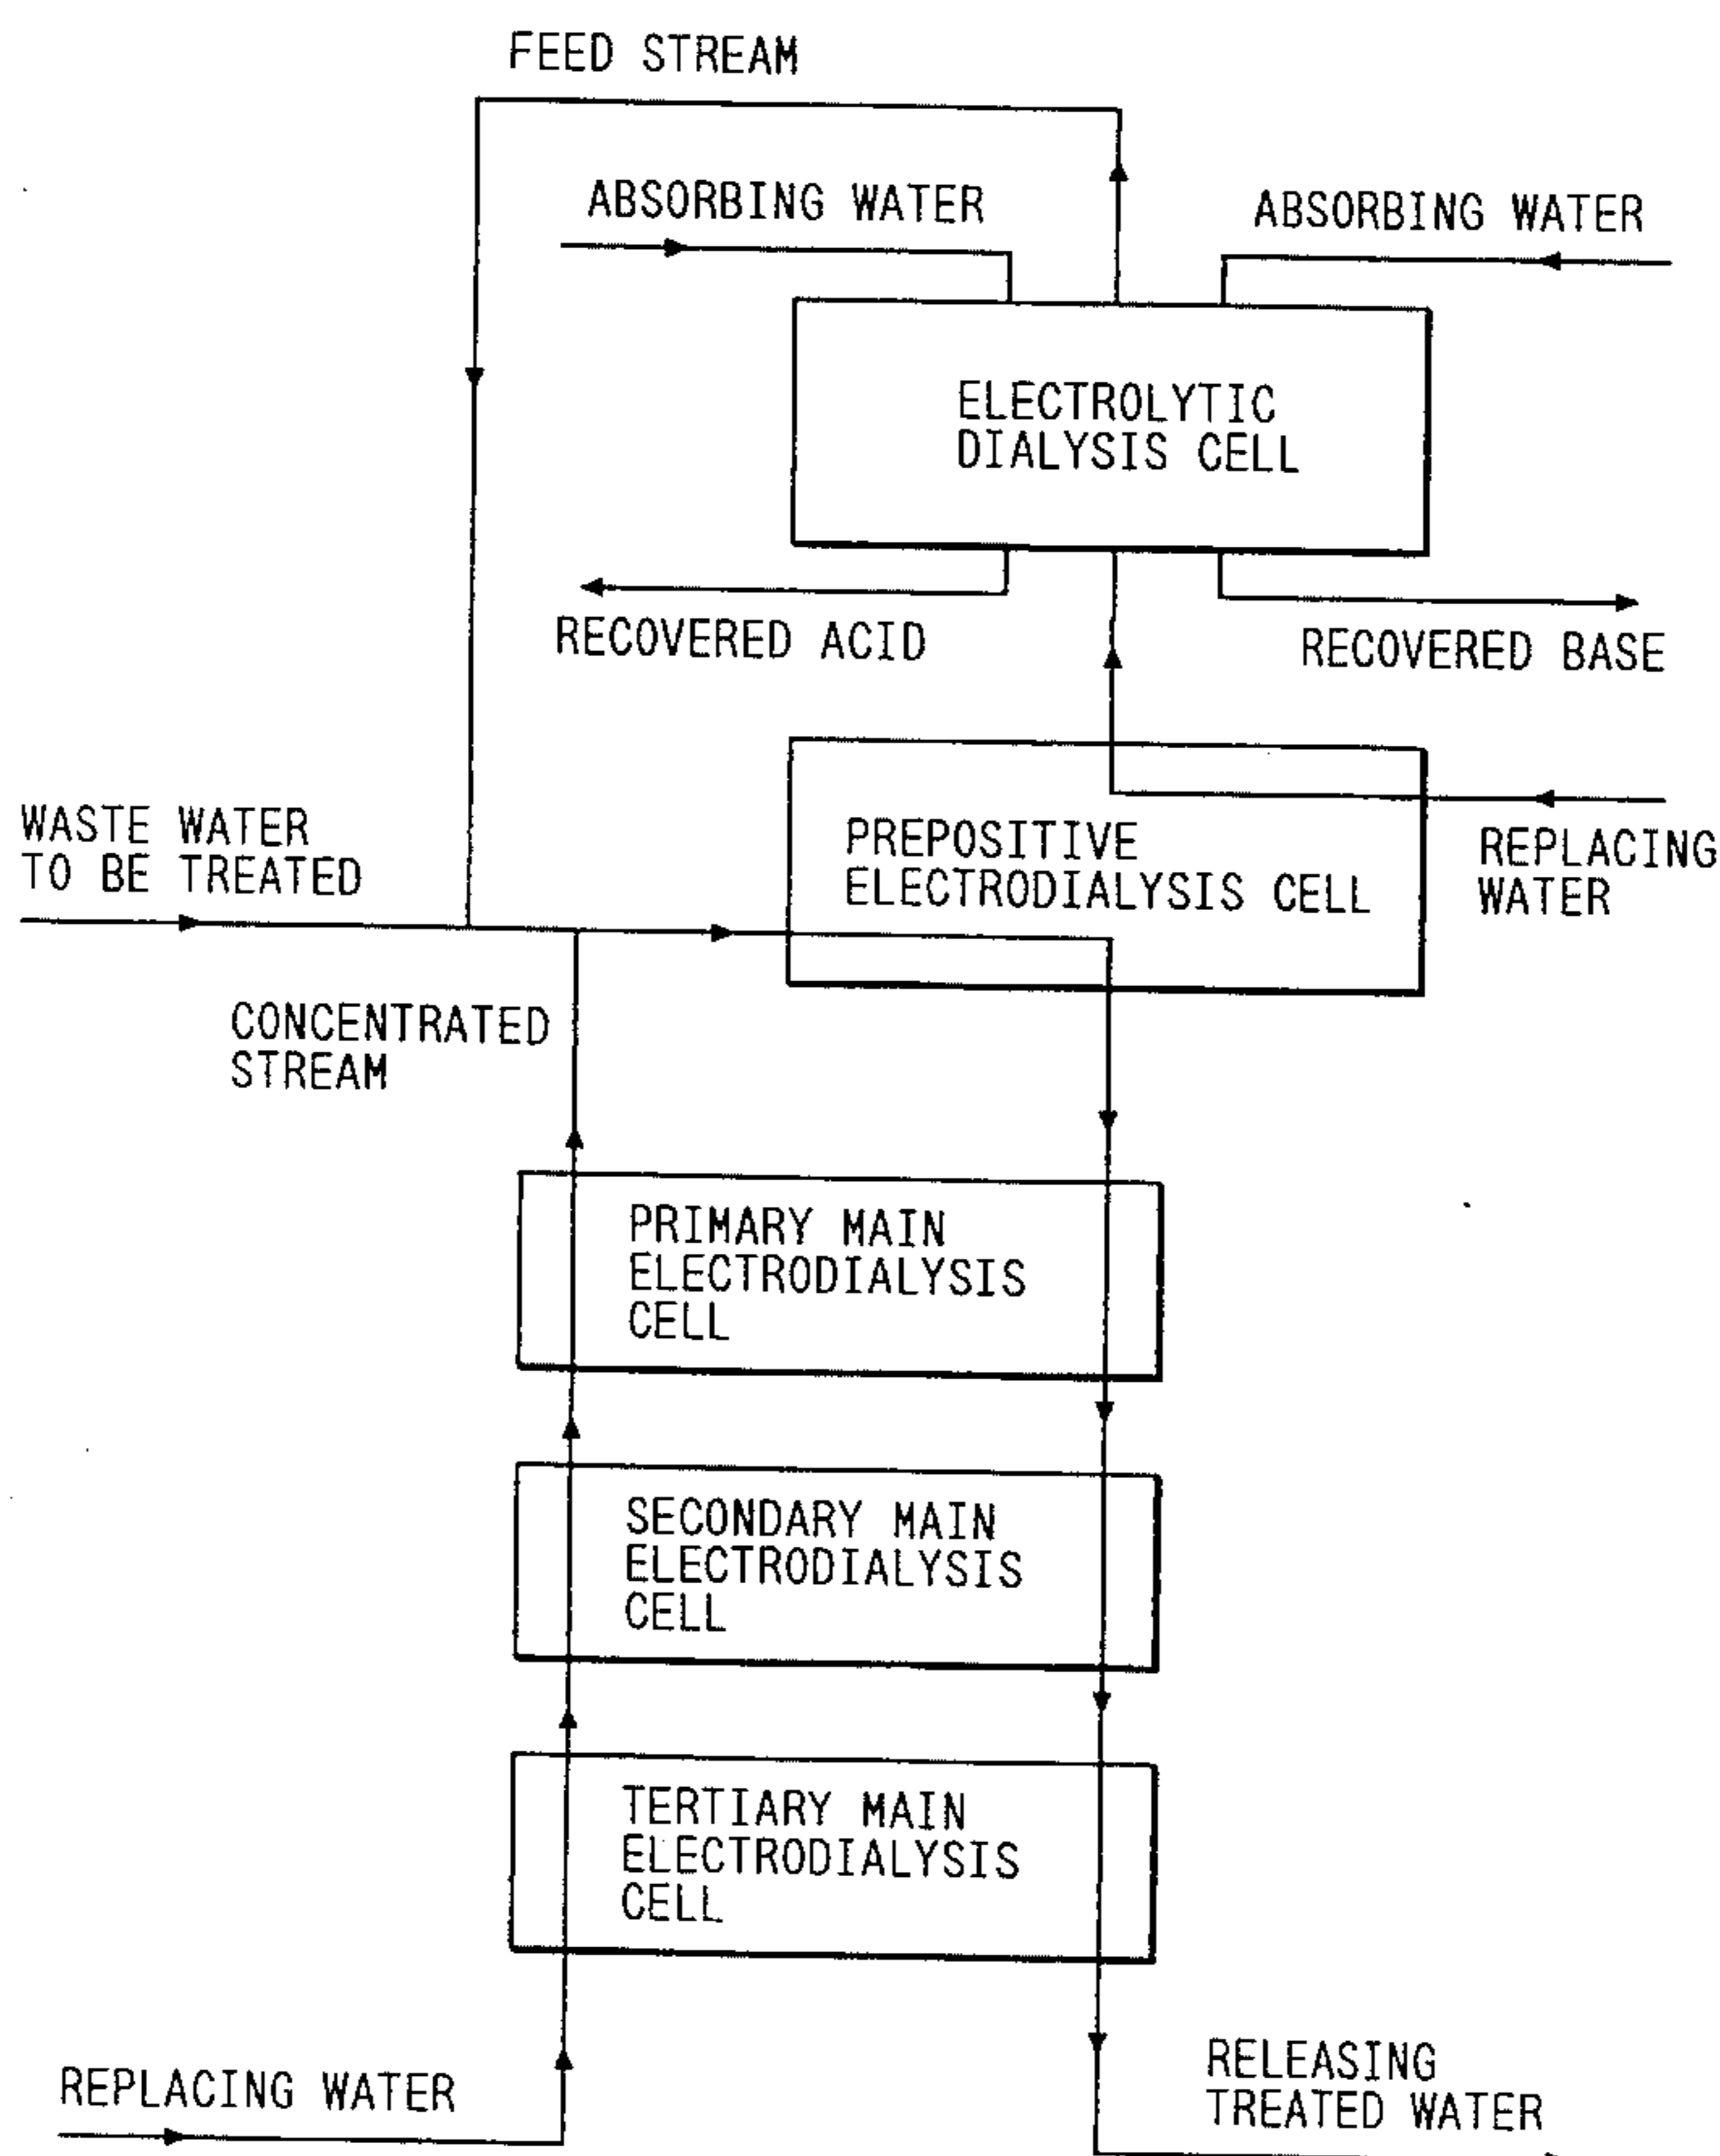 FEED STREAM
ABSORBING WATER
ABSORBING WATER
ELECTROLYTIC
DIALYSIS CELL
RECOVERED ACID
RECOVERED BASE
WASTE WATER
TO BE TREATED
PREPOSITIVE
ELECTRODIALYSIS CELL
REPLACING
WATER
CONCENTRATED
STREAM
PRIMARY MAIN
ELECTRODIALYSIS
CELL
SECONDARY MAIN
ELECTRODIALYSIS
CELL
TERTIARY MAIN
ELECTRODIALYSIS
CELL
REPLACING WATER
RELEASING
TREATED WATER